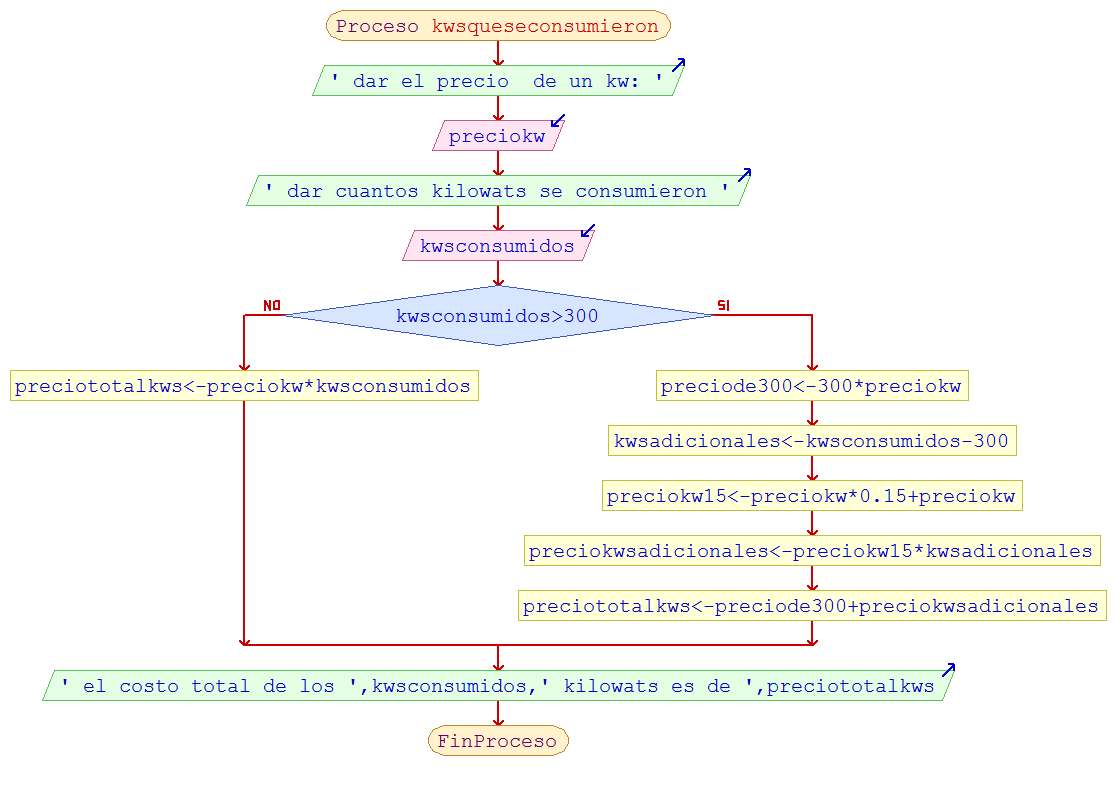 Proceso kwsqueseconsumieron
' dar el precio  de un kw: '
preciokw
' dar cuantos kilowats se consumieron '
kwsconsumidos
NO
SI
kwsconsumidos>300
preciototalkws<-preciokw*kwsconsumidos
preciode300<-300*preciokw
kwsadicionales<-kwsconsumidos-300
preciokw15<-preciokw*0.15+preciokw
preciokwsadicionales<-preciokw15*kwsadicionales
preciototalkws<-preciode300+preciokwsadicionales
' el costo total de los ',kwsconsumidos,' kilowats es de ',preciototalkws
FinProceso